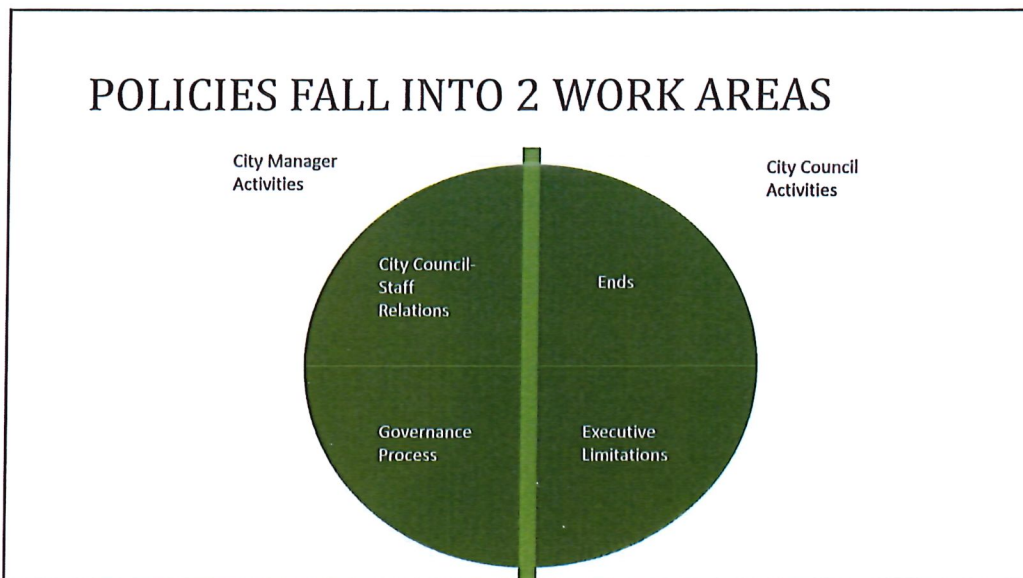 POLICIES FALL INTO 2 WORK AREAS
City Manager
Activities
City Council
Activities
City Council-
Staff
Relations
Ends
Governance
Process
Executive
Limitations